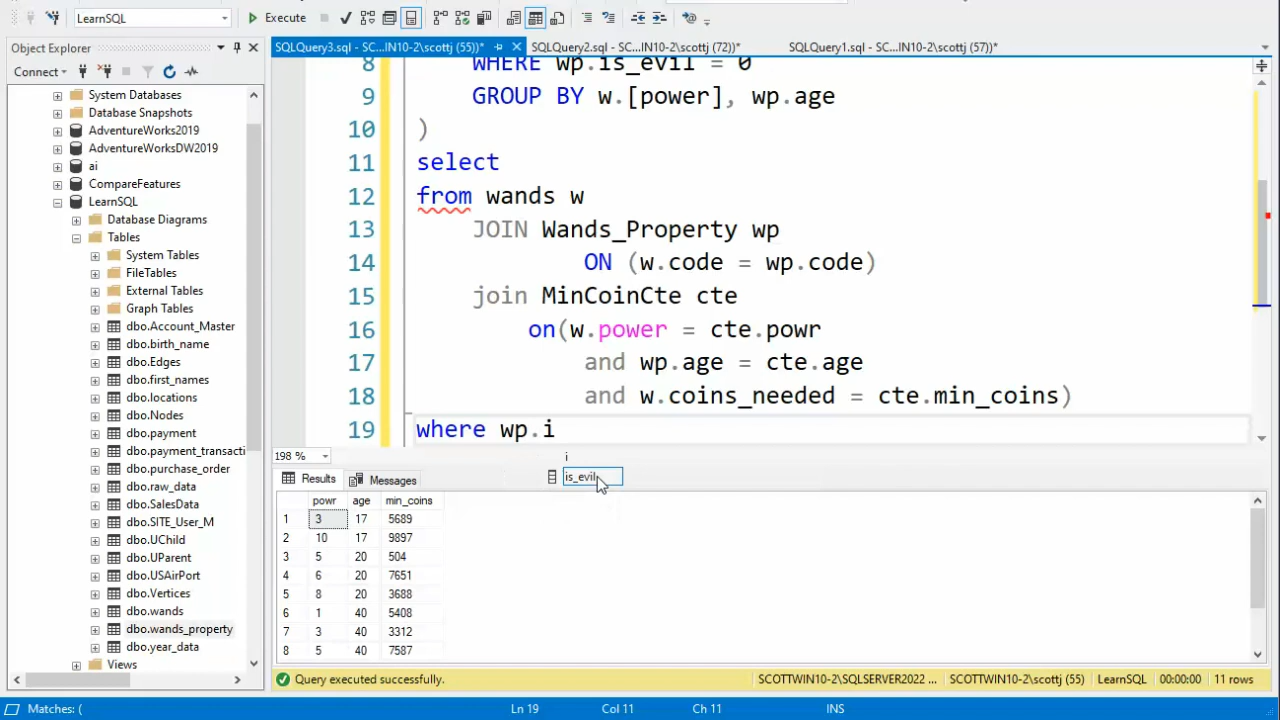 LearnSQL
Execute
Object Explorer
SQLQuery3.sql - SC...IN10-2\scottj (55))*
SQLQuery2.sql - SC...IN10-2\scottj (72))*
SQLQuery1.sql - SC...IN10-2\scottj (57))*
Connect
System Databases
Database Snapshots
AdventureWorks2019
AdventureWorksDW2019
ai
CompareFeatures
LearnSQL
Database Diagrams
Tables
System Tables
FileTables
External Tables
Graph Tables
dbo.Account_Master
dbo.birth_name
dbo.Edges
dbo.first_names
dbo.locations
dbo.Nodes
dbo.payment
dbo.payment_transacti
dbo.purchase_order
dbo.raw_data
dbo.SalesData
dbo.SITE_User_M
dbo.UChild
dbo.UParent
dbo.USAirPort
dbo.Vertices
dbo.wands
dbo.wands_property
dbo.year_data
Views
8 WHERE wp.is_evil = 0
9 GROUP BY w.[power], wp.age
10 )
11 select
12 from wands w
13 JOIN Wands_Property wp
14 ON (w.code = wp.code)
15 join MinCoinCte cte
16 on(w.power = cte.powr
17 and wp.age = cte.age
18 and w.coins_needed = cte.min_coins)
19 where wp.i
198 %
i
is_evil
Results
Messages
powr age min_coins
1 3 17 5689
2 10 17 9897
3 5 20 504
4 6 20 7651
5 8 20 3688
6 1 40 5408
7 3 40 3312
8 5 40 7587
Query executed successfully.
SCOTTWIN10-2\SQLSERVER2022 ...
SCOTTWIN10-2\scottj (55)
LearnSQL
00:00:00
11 rows
Matches: (
Ln 19
Col 11
Ch 11
INS